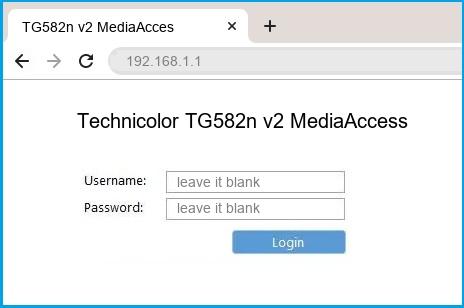 TG582n v2 MediaAcces
192.168.1.1
Technicolor TG582n v2 MediaAccess
Username: leave it blank
Password: leave it blank
Login